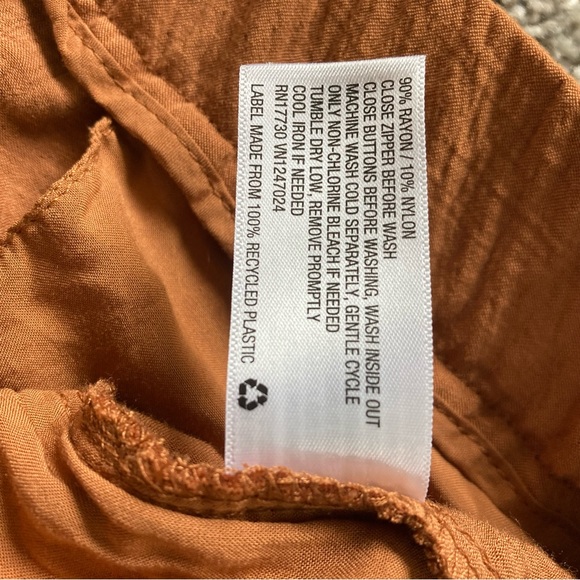 90% RAYON / 10% NYLON
CLOSE ZIPPER BEFORE WASH
CLOSE BUTTONS BEFORE WASHING, WASH INSIDE OUT
MACHINE WASH COLD SEPARATELY, GENTLE CYCLE
ONLY NON-CHLORINE BLEACH IF NEEDED
TUMBLE DRY LOW, REMOVE PROMPTLY
COOL IRON IF NEEDED
RN17730 VN1247024
LABEL MADE FROM 100% RECYCLED PLASTIC